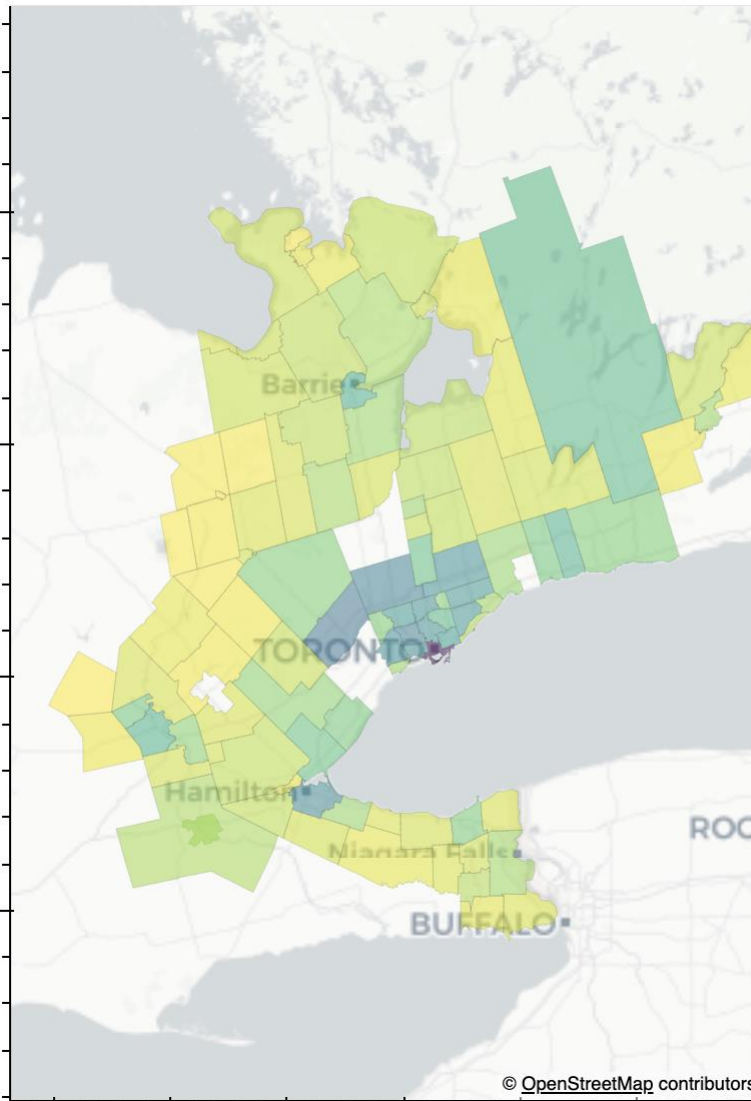 Barrie
TORONTO
Hamilton
Niagara Falls
ROC
BUFFALO
© OpenStreetMap contributors